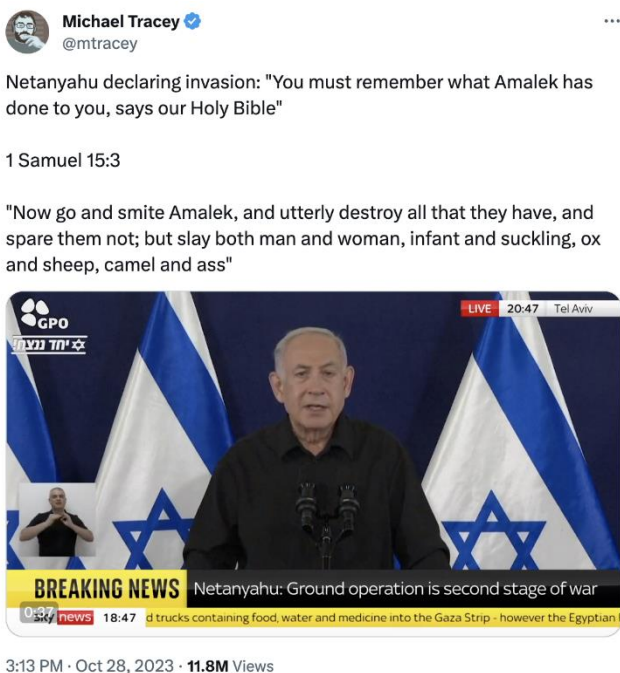 Michael Tracey
@mtracey
Netanyahu declaring invasion: "You must remember what Amalek has
done to you, says our Holy Bible"
1 Samuel 15:3
"Now go and smite Amalek, and utterly destroy all that they have, and
spare them not; but slay both man and woman, infant and suckling, ox
and sheep, camel and ass"
GPO
ביחד ננצח!
LIVE 20:47 Tel Aviv
BREAKING NEWS Netanyahu: Ground operation is second stage of war
0:37
sky news 18:47 d trucks containing food, water and medicine into the Gaza Strip - however the Egyptian
3:13 PM · Oct 28, 2023 · 11.8M Views